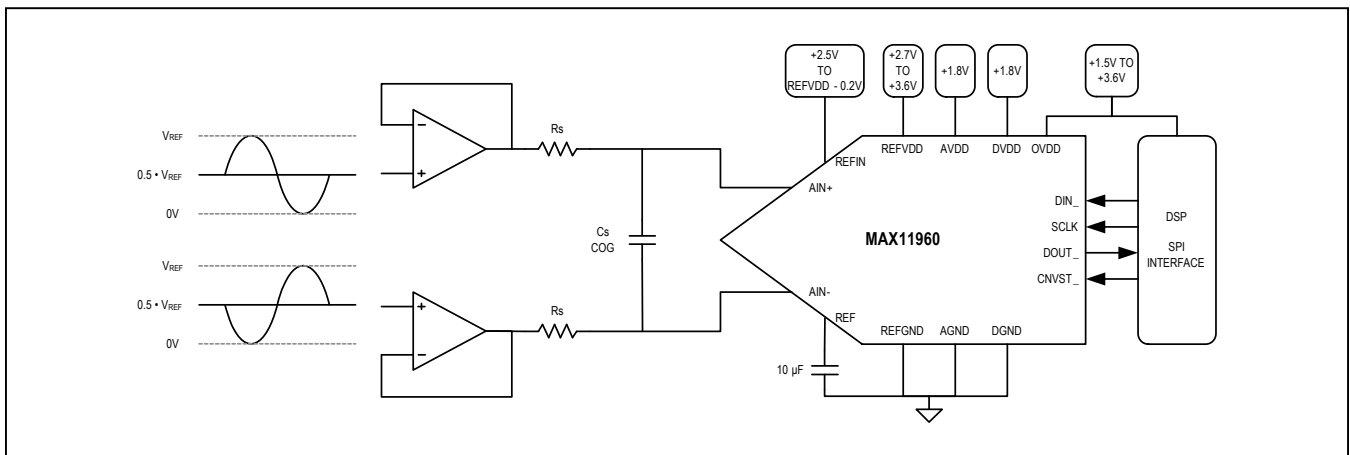 +2.5V
TO
REFVDD - 0.2V
+2.7V
TO
+3.6V
+1.8V
+1.8V
+1.5V TO
+3.6V
VREF
0.5 • VREF
0V
-
+
Rs
REFIN
REFVDD
AVDD
DVDD
OVDD
AIN+
DIN_
SCLK
DOUT_
CNVST_
DSP
SPI
INTERFACE
Cs
COG
MAX11960
VREF
0.5 • VREF
0V
+
-
Rs
AIN-
REF
REFGND
AGND
DGND
10 µF